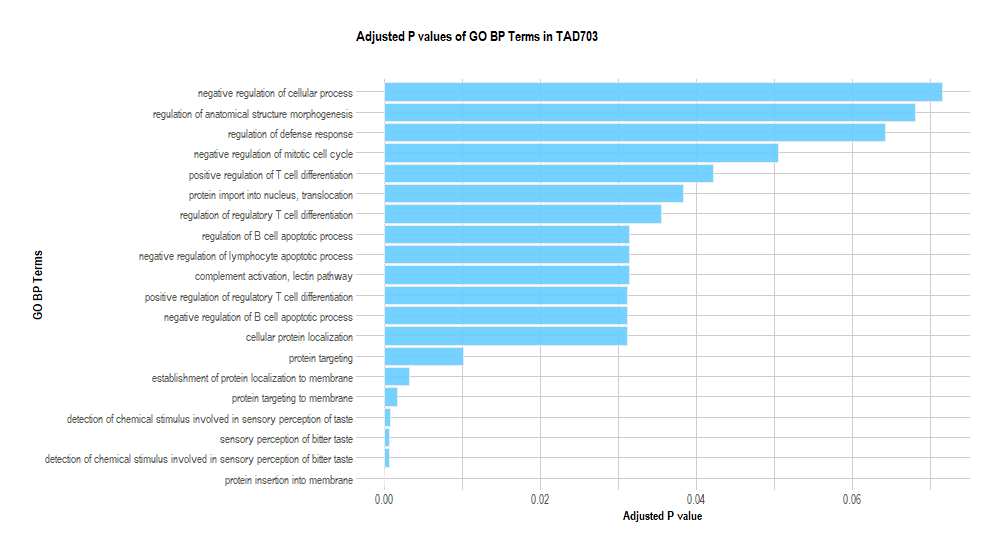 Adjusted P values of GO BP Terms in TAD703
GO BP Terms
negative regulation of cellular process
regulation of anatomical structure morphogenesis
regulation of defense response
negative regulation of mitotic cell cycle
positive regulation of T cell differentiation
protein import into nucleus, translocation
regulation of regulatory T cell differentiation
regulation of B cell apoptotic process
negative regulation of lymphocyte apoptotic process
complement activation, lectin pathway
positive regulation of regulatory T cell differentiation
negative regulation of B cell apoptotic process
cellular protein localization
protein targeting
establishment of protein localization to membrane
protein targeting to membrane
detection of chemical stimulus involved in sensory perception of taste
sensory perception of bitter taste
detection of chemical stimulus involved in sensory perception of bitter taste
protein insertion into membrane
0.00 0.02 0.04 0.06
Adjusted P value